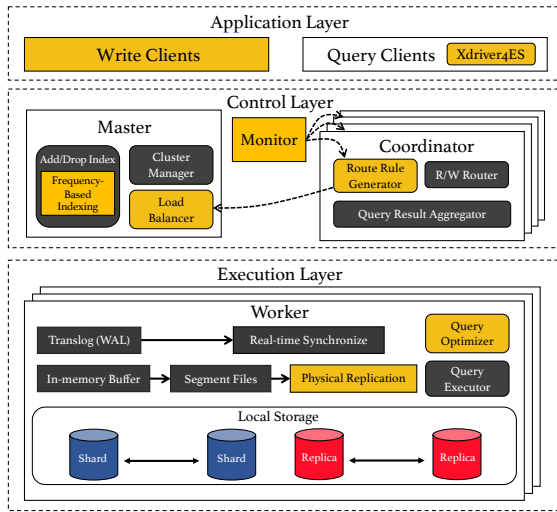 Application Layer
Write Clients
Query Clients
Xdriver4ES
Control Layer
Master
Add/Drop Index
Frequency-
Based
Indexing
Cluster
Manager
Load
Balancer
Monitor
Coordinator
Route Rule
Generator
R/W Router
Query Result Aggregator
Execution Layer
Worker
Translog (WAL)
Real-time Synchronize
Query
Optimizer
In-memory Buffer
Segment Files
Physical Replication
Query
Executor
Local Storage
Shard
Shard
Replica
Replica